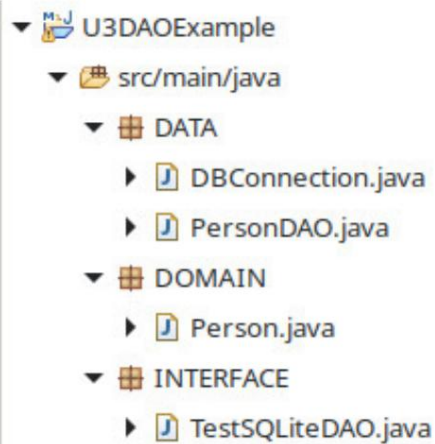 U3DAOExample
src/main/java
DATA
DBConnection.java
PersonDAO.java
DOMAIN
Person.java
INTERFACE
TestSQLiteDAO.java